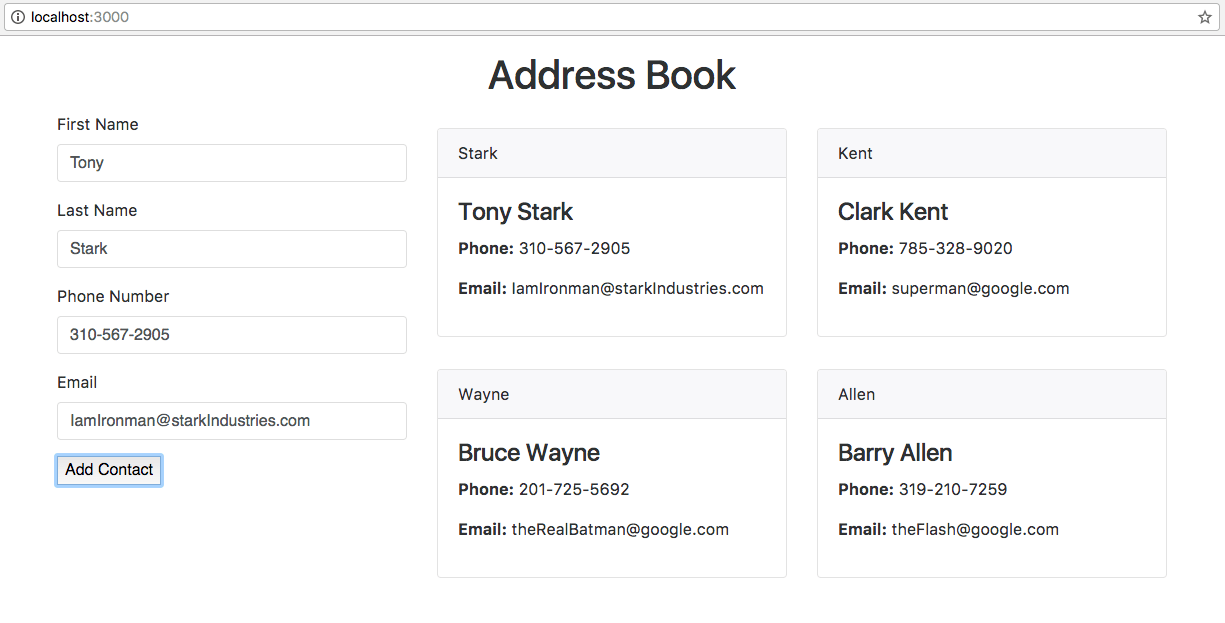 localhost:3000
Address Book
First Name
Tony
Last Name
Stark
Phone Number
310-567-2905
Email
IamIronman@starkIndustries.com
Add Contact
Stark
Tony Stark
Phone: 310-567-2905
Email: IamIronman@starkIndustries.com
Kent
Clark Kent
Phone: 785-328-9020
Email: superman@google.com
Wayne
Bruce Wayne
Phone: 201-725-5692
Email: theRealBatman@google.com
Allen
Barry Allen
Phone: 319-210-7259
Email: theFlash@google.com